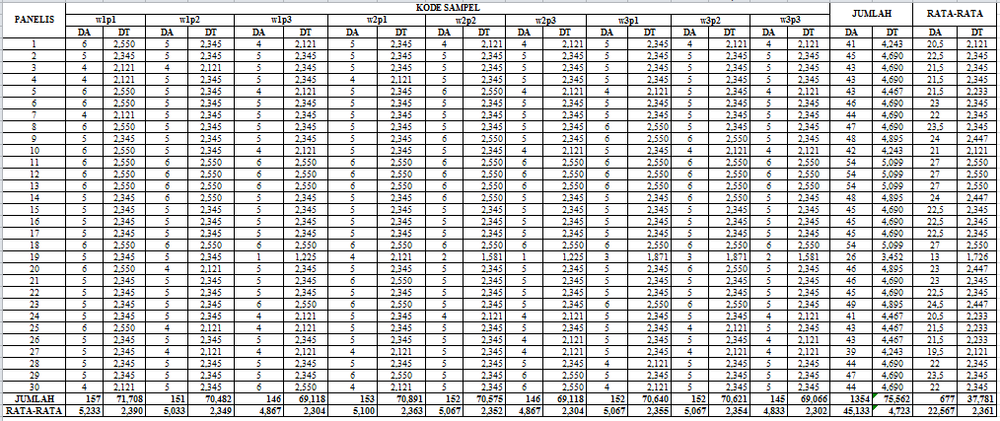 PANELIS KODE SAMPEL JUMLAH RATA-RATA
w1p1 w1p2 w1p3 w2p1 w2p2 w2p3 w3p1 w3p2 w3p3
DA DT DA DT DA DT DA DT DA DT DA DT DA DT DA DT DA DT DA DT DA DT
1 6 2,550 5 2,345 4 2,121 5 2,345 4 2,121 4 2,121 5 2,345 4 2,121 4 2,121 41 4,243 20,5 2,121
2 5 2,345 5 2,345 5 2,345 5 2,345 5 2,345 5 2,345 5 2,345 5 2,345 5 2,345 45 4,690 22,5 2,345
3 4 2,121 4 2,121 5 2,345 5 2,345 5 2,345 5 2,345 5 2,345 5 2,345 5 2,345 43 4,690 21,5 2,345
4 4 2,121 5 2,345 5 2,345 4 2,121 5 2,345 5 2,345 5 2,345 5 2,345 5 2,345 43 4,690 21,5 2,345
5 6 2,550 5 2,345 4 2,121 5 2,345 6 2,550 4 2,121 4 2,121 5 2,345 4 2,121 43 4,467 21,5 2,233
6 6 2,550 5 2,345 5 2,345 5 2,345 5 2,345 5 2,345 5 2,345 5 2,345 5 2,345 46 4,690 23 2,345
7 4 2,121 5 2,345 5 2,345 5 2,345 5 2,345 5 2,345 5 2,345 5 2,345 5 2,345 44 4,690 22 2,345
8 6 2,550 5 2,345 5 2,345 5 2,345 5 2,345 5 2,345 6 2,550 5 2,345 5 2,345 47 4,690 23,5 2,345
9 5 2,345 5 2,345 5 2,345 5 2,345 6 2,550 5 2,345 6 2,550 6 2,550 5 2,345 48 4,895 24 2,447
10 6 2,550 5 2,345 4 2,121 5 2,345 5 2,345 4 2,121 5 2,345 4 2,121 4 2,121 42 4,243 21 2,121
11 6 2,550 6 2,550 6 2,550 6 2,550 6 2,550 6 2,550 6 2,550 6 2,550 6 2,550 54 5,099 27 2,550
12 6 2,550 6 2,550 6 2,550 6 2,550 6 2,550 6 2,550 6 2,550 6 2,550 6 2,550 54 5,099 27 2,550
13 6 2,550 6 2,550 6 2,550 6 2,550 6 2,550 6 2,550 6 2,550 6 2,550 6 2,550 54 5,099 27 2,550
14 5 2,345 6 2,550 5 2,345 5 2,345 6 2,550 5 2,345 5 2,345 6 2,550 5 2,345 48 4,895 24 2,447
15 5 2,345 5 2,345 5 2,345 5 2,345 5 2,345 5 2,345 5 2,345 5 2,345 5 2,345 45 4,690 22,5 2,345
16 5 2,345 5 2,345 5 2,345 5 2,345 5 2,345 5 2,345 5 2,345 5 2,345 5 2,345 45 4,690 22,5 2,345
17 5 2,345 5 2,345 5 2,345 5 2,345 5 2,345 5 2,345 5 2,345 5 2,345 5 2,345 45 4,690 22,5 2,345
18 6 2,550 6 2,550 6 2,550 6 2,550 6 2,550 6 2,550 6 2,550 6 2,550 6 2,550 54 5,099 27 2,550
19 5 2,345 5 2,345 1 1,225 4 2,121 2 1,581 1 1,225 3 1,871 3 1,871 2 1,581 26 3,452 13 1,726
20 6 2,550 4 2,121 5 2,345 5 2,345 5 2,345 5 2,345 5 2,345 6 2,550 5 2,345 46 4,895 23 2,447
21 5 2,345 5 2,345 5 2,345 6 2,550 5 2,345 5 2,345 5 2,345 5 2,345 5 2,345 46 4,690 23 2,345
22 5 2,345 5 2,345 5 2,345 5 2,345 5 2,345 5 2,345 5 2,345 5 2,345 5 2,345 45 4,690 22,5 2,345
23 5 2,345 5 2,345 6 2,550 6 2,550 5 2,345 5 2,345 6 2,550 6 2,550 5 2,345 49 4,895 24,5 2,447
24 5 2,345 5 2,345 4 2,121 5 2,345 4 2,121 4 2,121 5 2,345 5 2,345 4 2,121 41 4,467 20,5 2,233
25 6 2,550 4 2,121 4 2,121 5 2,345 5 2,345 5 2,345 5 2,345 4 2,121 5 2,345 43 4,467 21,5 2,233
26 5 2,345 5 2,345 5 2,345 5 2,345 5 2,345 4 2,121 5 2,345 5 2,345 4 2,121 43 4,467 21,5 2,233
27 5 2,345 4 2,121 4 2,121 4 2,121 5 2,345 4 2,121 5 2,345 4 2,121 4 2,121 39 4,243 19,5 2,121
28 5 2,345 5 2,345 5 2,345 5 2,345 5 2,345 5 2,345 4 2,121 5 2,345 5 2,345 44 4,690 22 2,345
29 5 2,345 5 2,345 5 2,345 6 2,550 5 2,345 6 2,550 5 2,345 5 2,345 5 2,345 47 4,690 23,5 2,345
30 4 2,121 5 2,345 6 2,550 4 2,121 5 2,345 6 2,550 4 2,121 5 2,345 5 2,345 44 4,690 22 2,345
JUMLAH 157 71,708 151 70,482 146 69,118 153 70,891 152 70,575 146 69,118 152 70,640 152 70,621 145 69,066 1354 75,562 677 37,781
RATA-RATA 5,233 2,390 5,033 2,349 4,867 2,304 5,100 2,363 5,067 2,352 4,867 2,304 5,067 2,355 5,067 2,354 4,833 2,302 45,133 4,723 22,567 2,361